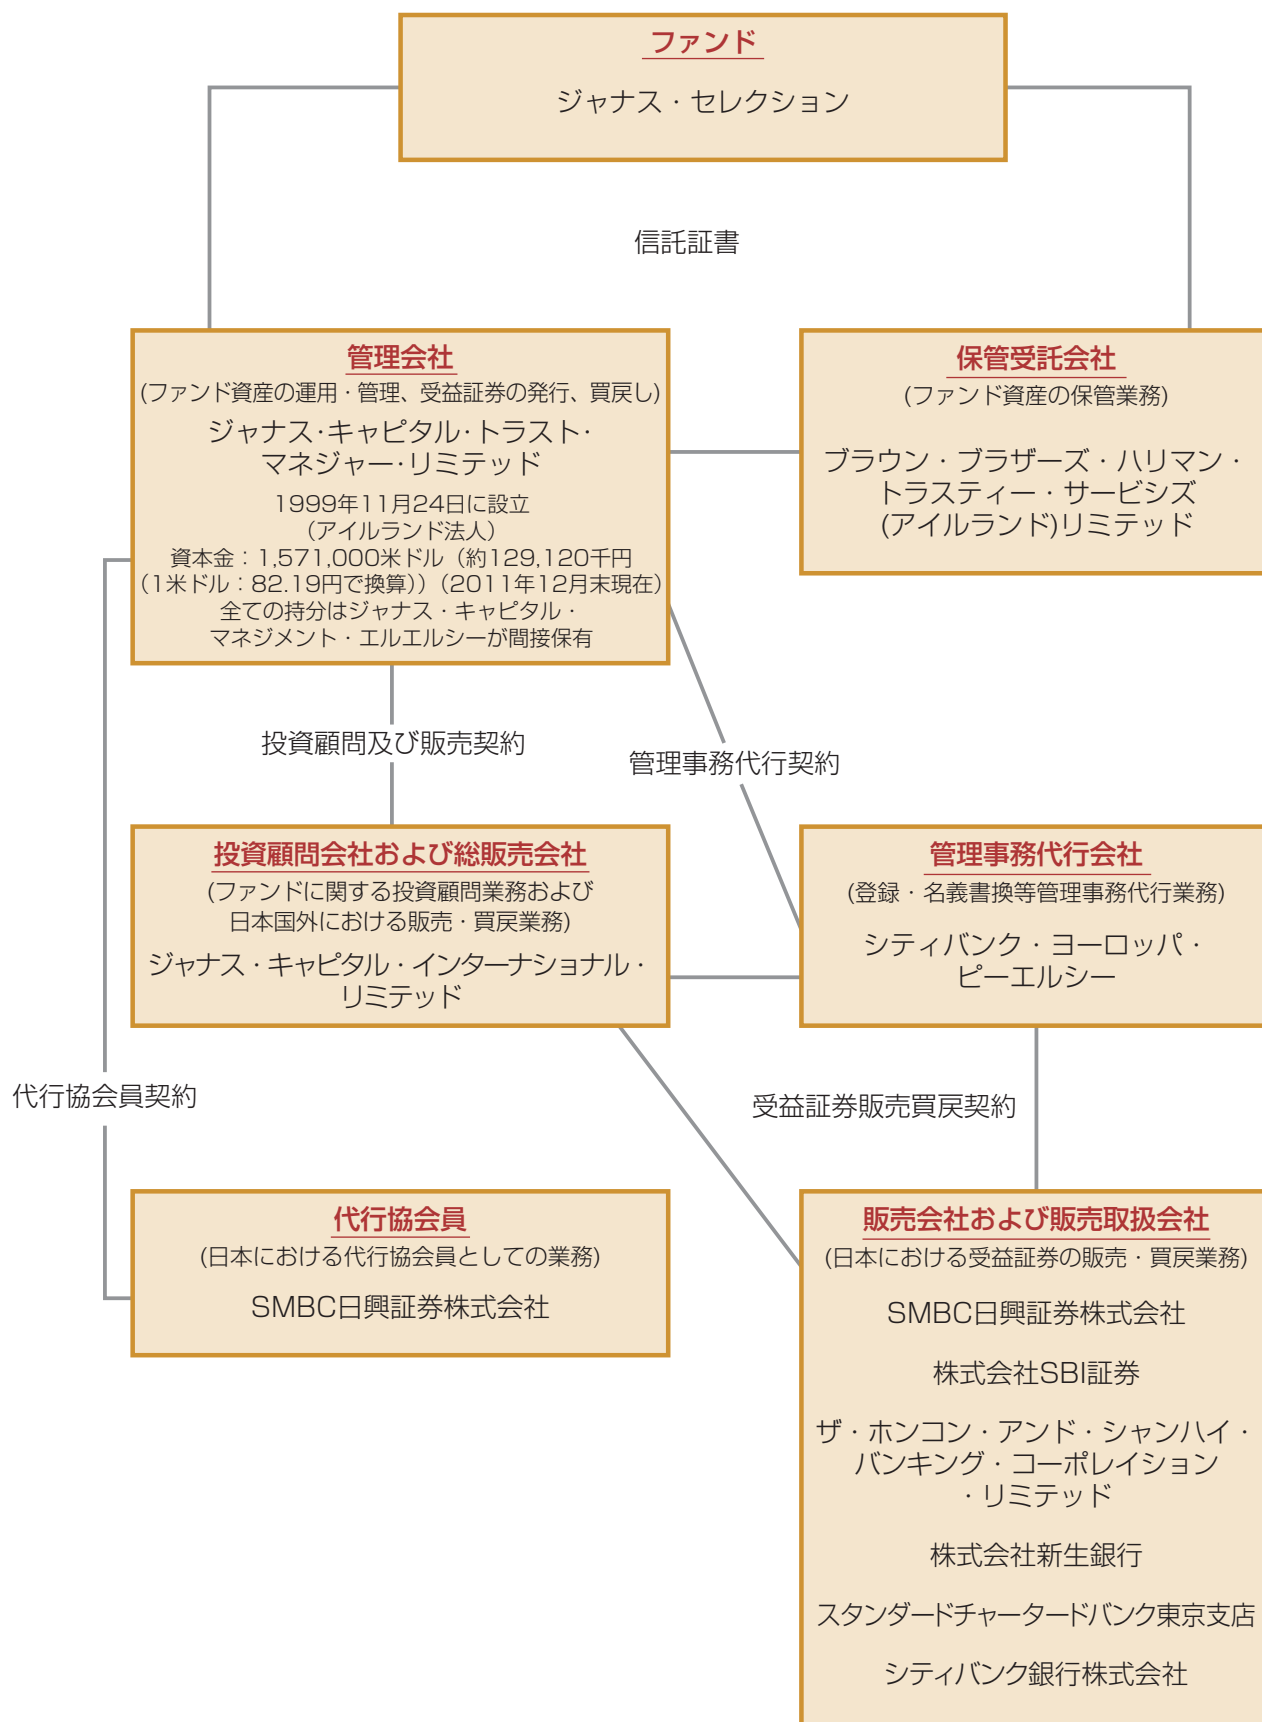 ファンド
ジャナス・セレクション
信託証書
管理会社
(ファンド資産の運用・管理、受益証券の発行、買戻し)
ジャナス・キャピタル・トラスト・
マネジャー・リミテッド
1999年11月24日に設立
（アイルランド法人）
資本金：1,571,000米ドル（約129,120千円
（1米ドル：82.19円で換算））（2011年12月末現在）
全ての持分はジャナス・キャピタル・
マネジメント・エルエルシーが間接保有
保管受託会社
(ファンド資産の保管業務)
ブラウン・ブラザーズ・ハリマン・
トラスティー・サービシズ
(アイルランド)リミテッド
投資顧問及び販売契約
管理事務代行契約
投資顧問会社および総販売会社
(ファンドに関する投資顧問業務および
日本国外における販売・買戻業務)
ジャナス・キャピタル・インターナショナル・
リミテッド
管理事務代行会社
(登録・名義書換等管理事務代行業務)
シティバンク・ヨーロッパ・
ピーエルシー
代行協会員契約
受益証券販売買戻契約
代行協会員
(日本における代行協会員としての業務)
SMBC日興証券株式会社
販売会社および販売取扱会社
(日本における受益証券の販売・買戻業務)
SMBC日興証券株式会社
株式会社SBI証券
ザ・ホンコン・アンド・シャンハイ・
バンキング・コーポレイション
・リミテッド
株式会社新生銀行
スタンダードチャータードバンク東京支店
シティバンク銀行株式会社